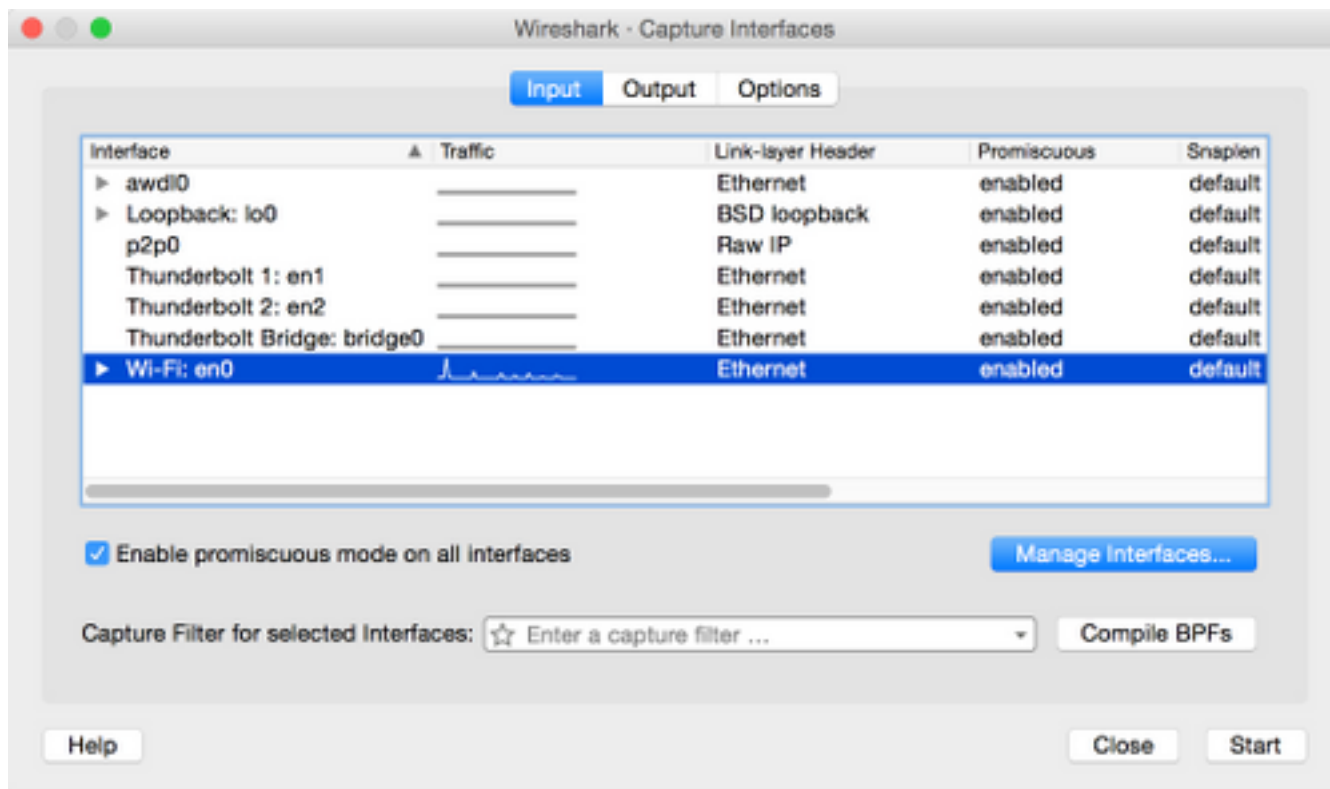 Wireshark · Capture Interfaces
Input Output Options
Interface Traffic Link-layer Header Promiscuous Snaplen
awdl0 Ethernet enabled default
Loopback: lo0 BSD loopback enabled default
p2p0 Raw IP enabled default
Thunderbolt 1: en1 Ethernet enabled default
Thunderbolt 2: en2 Ethernet enabled default
Thunderbolt Bridge: bridge0 Ethernet enabled default
Wi-Fi: en0 Ethernet enabled default
Enable promiscuous mode on all interfaces Manage Interfaces...
Capture Filter for selected Interfaces: Enter a capture filter ... Compile BPFs
Help Close Start